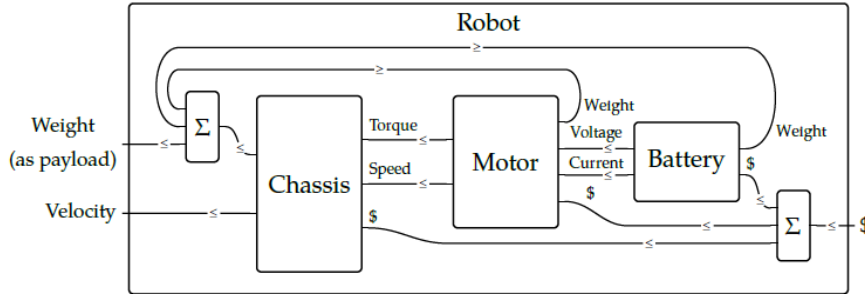 Robot
≥
≥
Weight
(as payload)
≤
Σ
≤
Chassis
Torque
≤
Speed
≤
$
Motor
Weight
Voltage
≤
Current
≤
$
Battery
Weight
$
≤
Velocity
≤
≤
≤
Σ
≤
$